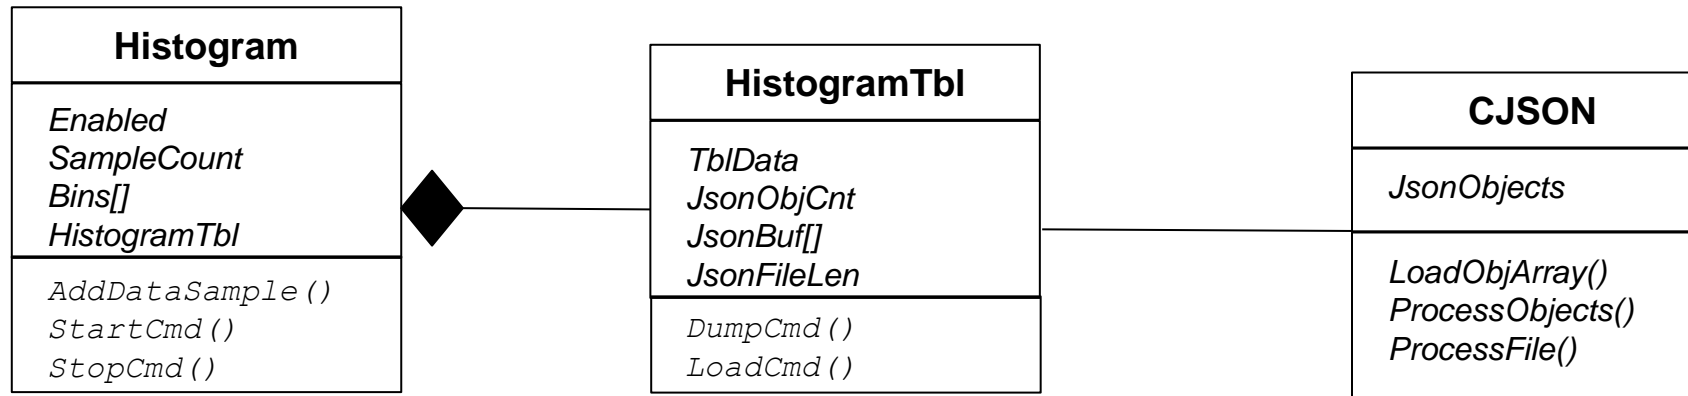 Histogram
Enabled
SampleCount
Bins[]
HistogramTbl
AddDataSample()
StartCmd()
StopCmd()
HistogramTbl
TblData
JsonObjCnt
JsonBuf[]
JsonFileLen
DumpCmd()
LoadCmd()
CJSON
JsonObjects
LoadObjArray()
ProcessObjects()
ProcessFile()